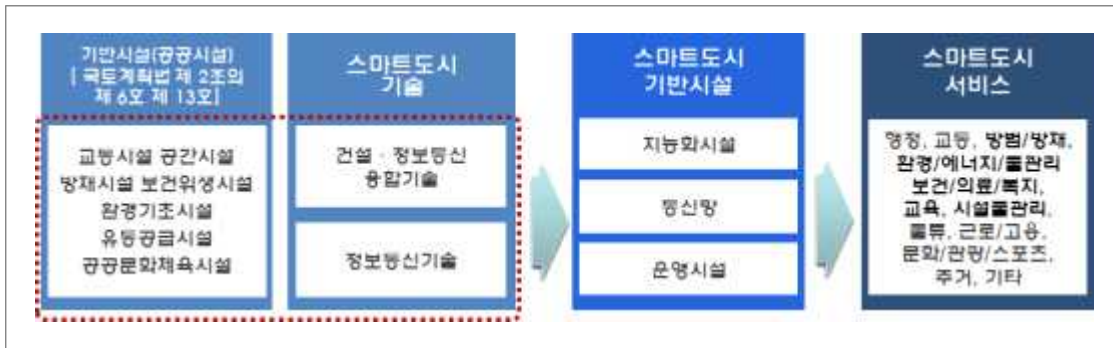 기반시설(공공시설)
[ 국토계획법 제 2조의
제 6호 제 13호]
교통시설 공간시설
방재시설 보건위생시설
환경기초시설
유통공급시설
공공문화체육시설
스마트도시
기술
건설 · 정보통신
융합기술
정보통신기술
스마트도시
기반시설
지능화시설
통신망
운영시설
스마트도시
서비스
행정, 교통, 방범/방재,
환경/에너지/물관리
보건/의료/복지,
교육, 시설물관리,
물류, 근로/고용,
문화/관광/스포츠,
주거, 기타